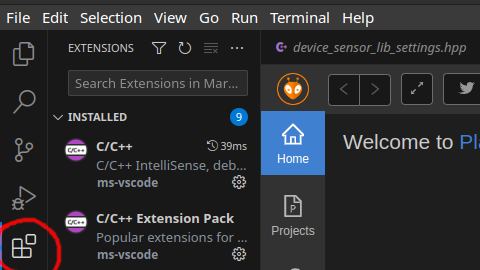 File Edit Selection View Go Run Terminal Help
EXTENSIONS
device_sensor_lib_settings.hpp
Search Extensions in Mar...
INSTALLED 9
C/C++ 39ms
C/C++ IntelliSense, deb...
ms-vscode
C/C++ Extension Pack
Popular extensions for ...
ms-vscode
Welcome to Pla
Home
Projects